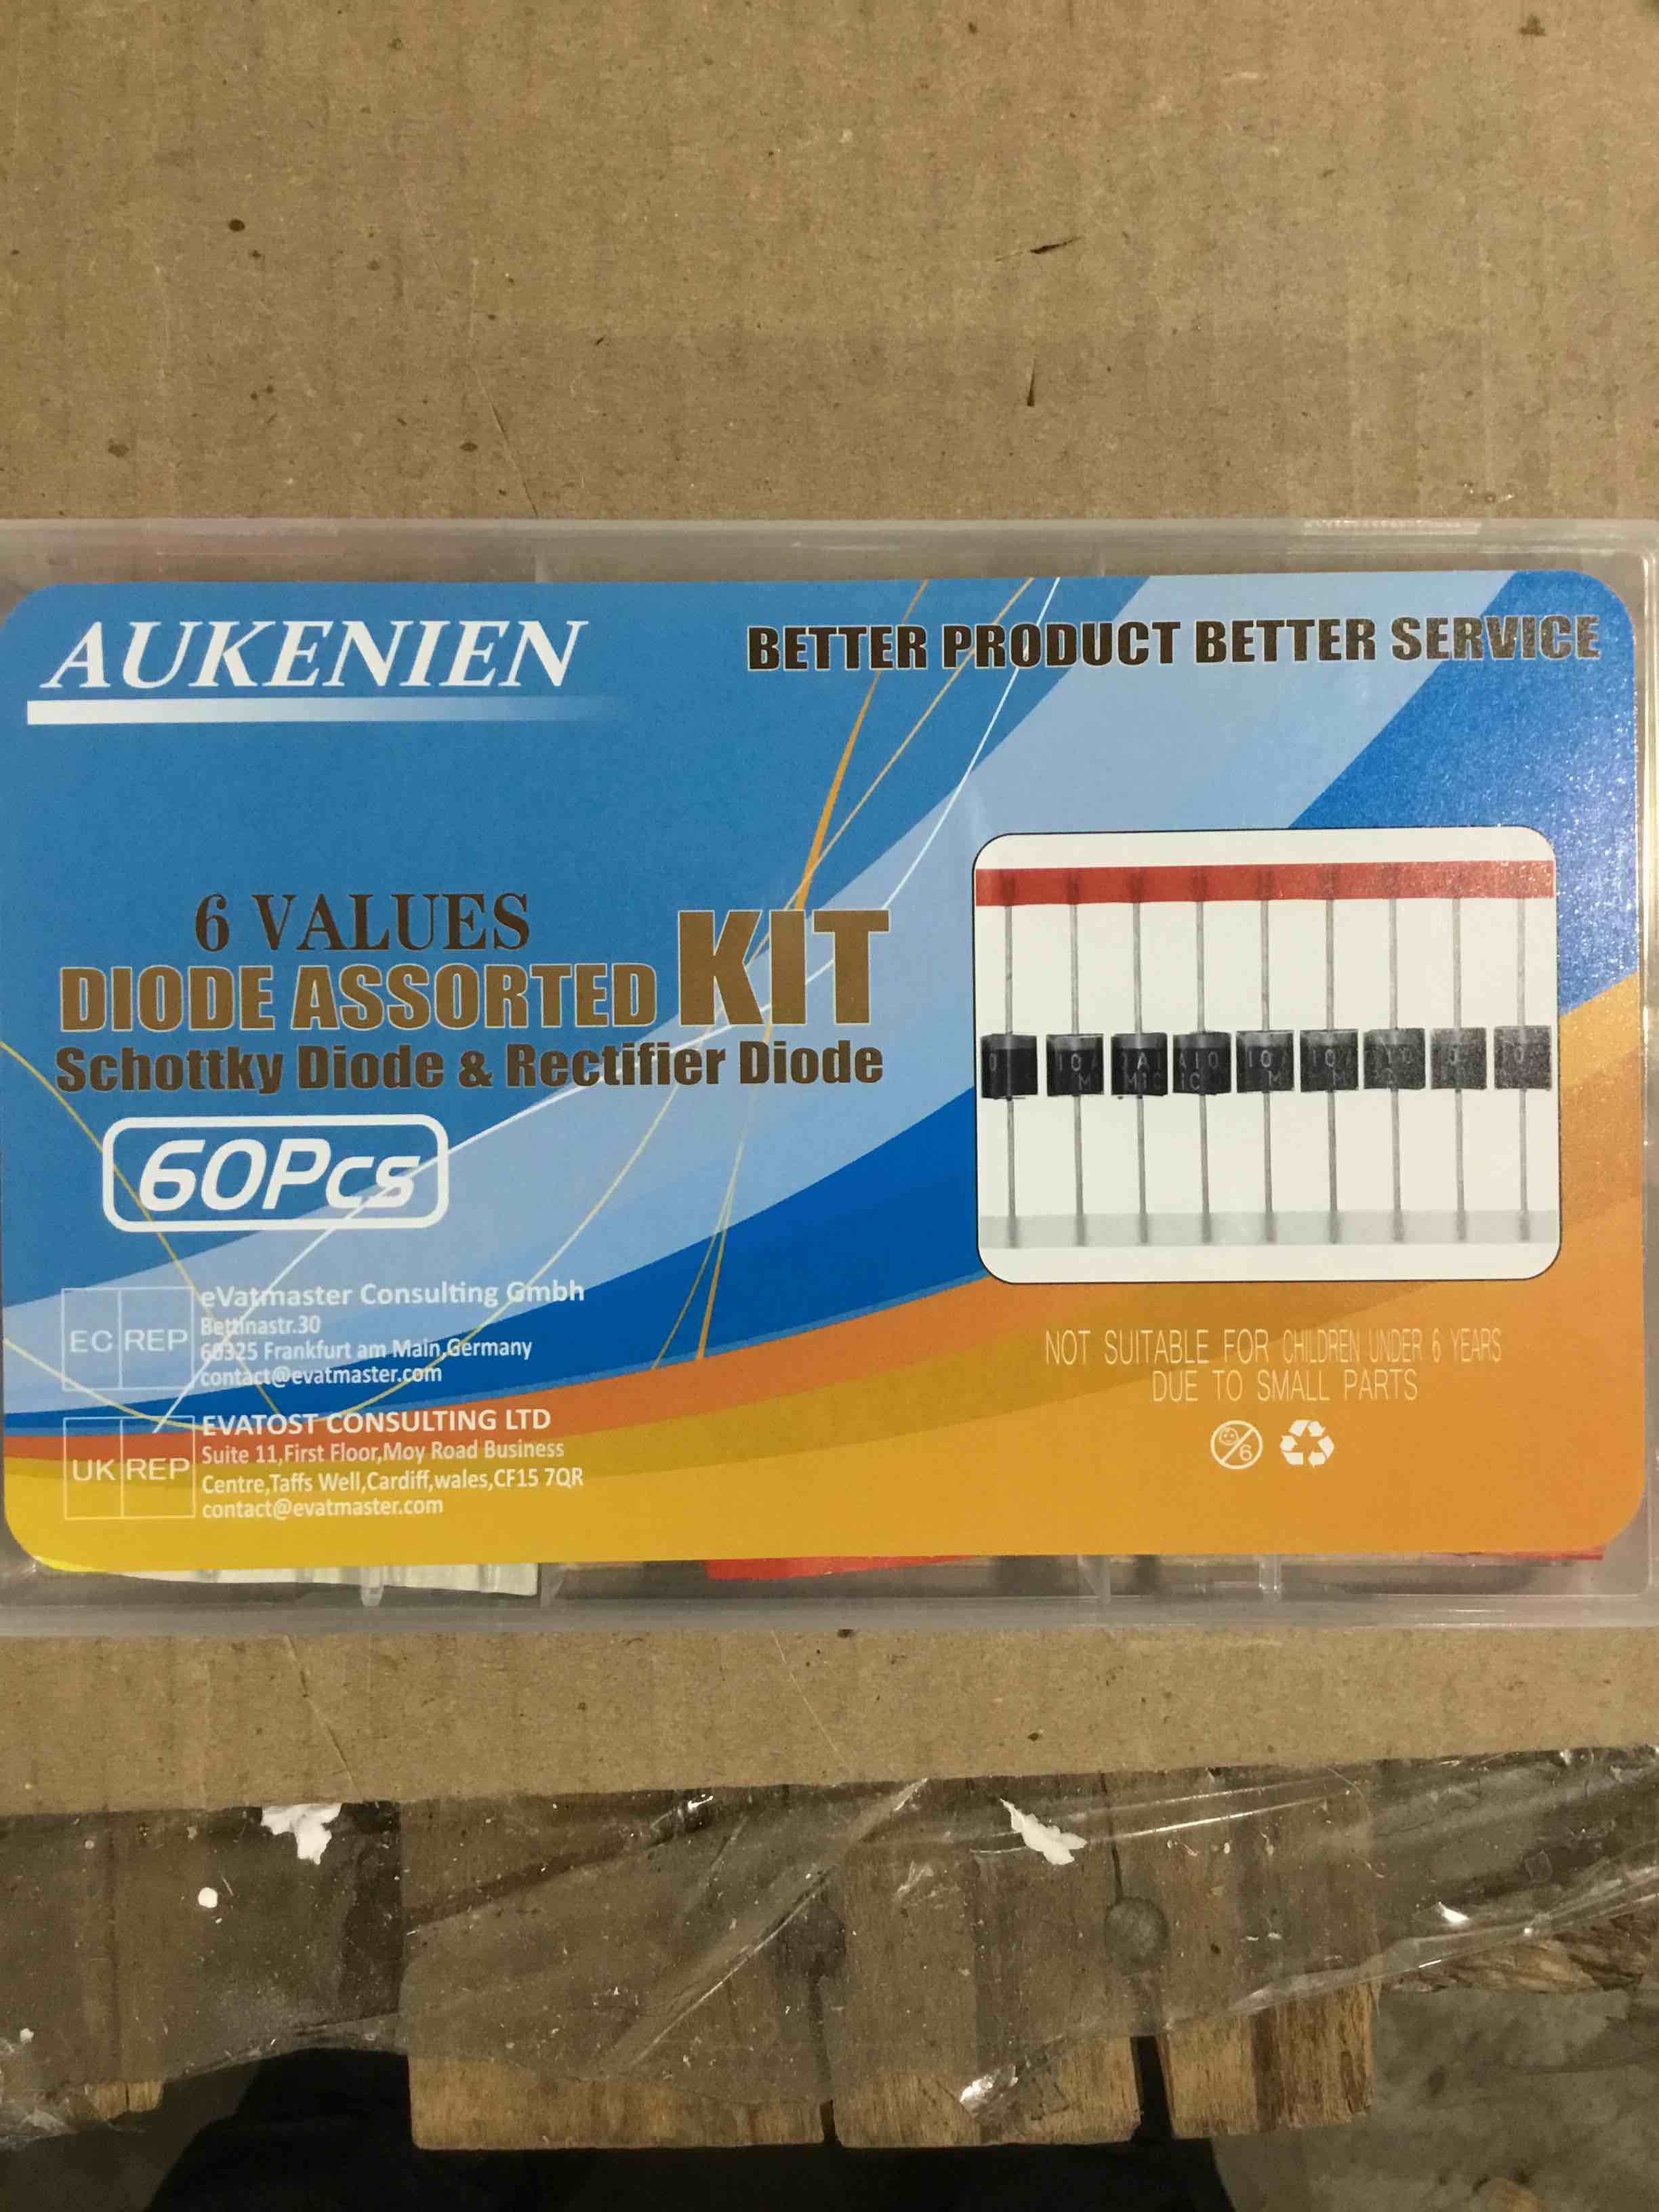 AUKENIEN
BETTER PRODUCT BETTER SERVICE
6 VALUES
DIODE ASSORTED KIT
Schottky Diode & Rectifier Diode
60Pcs
EC REP
eVatmaster Consulting Gmbh
Bettinastr.30
60325 Frankfurt am Main,Germany
contact@evatmaster.com
UK REP
EVATOST CONSULTING LTD
Suite 11,First Floor,Moy Road Business
Centre,Taffs Well,Cardiff,wales,CF15 7QR
contact@evatmaster.com
NOT SUITABLE FOR CHILDREN UNDER 6 YEARS
DUE TO SMALL PARTS
6